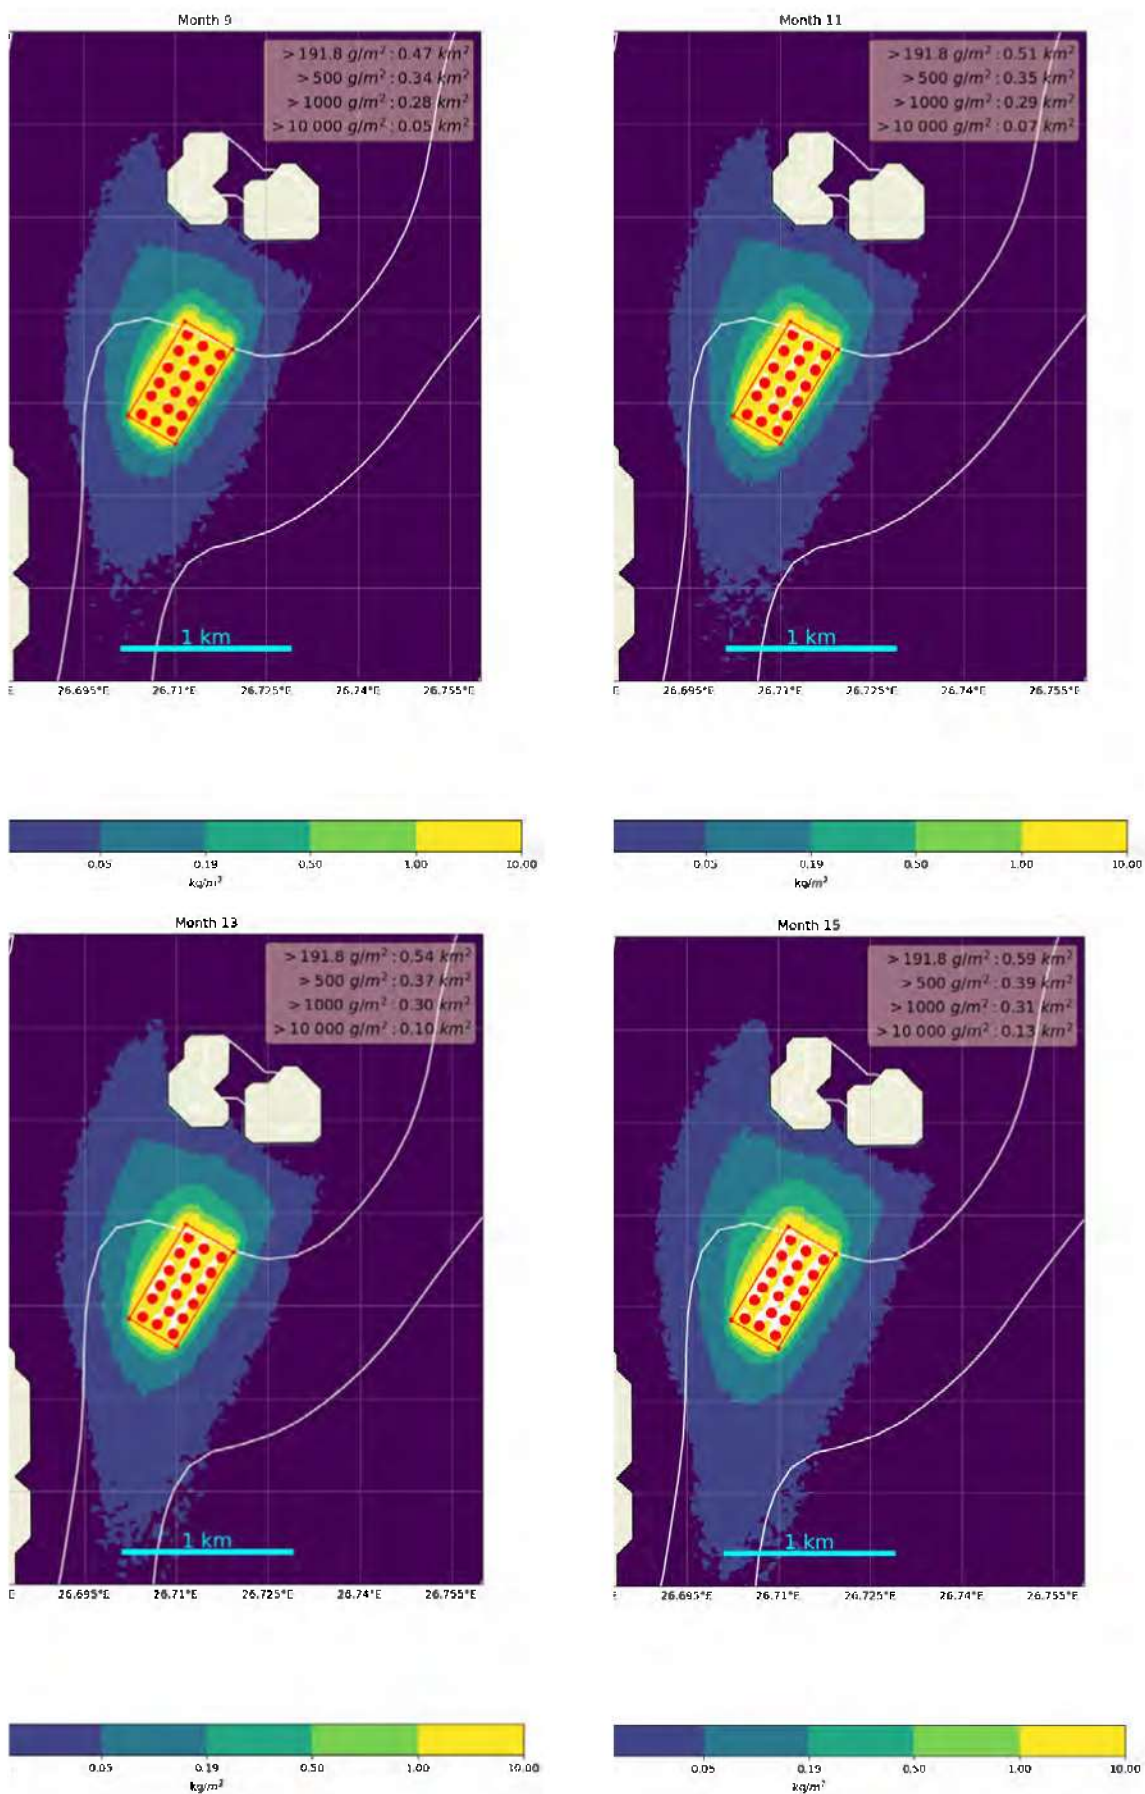 Month 9
> 191.8 g/m² : 0.47 km²
> 500 g/m² : 0.34 km²
> 1000 g/m² : 0.28 km²
> 10 000 g/m² : 0.05 km²
1 km
E 26.695°E 26.71°E 26.725°E 26.74°E 26.755°E
0.05 0.19 0.50 1.00 10.00
kg/m²
Month 11
> 191.8 g/m² : 0.51 km²
> 500 g/m² : 0.35 km²
> 1000 g/m² : 0.29 km²
> 10 000 g/m² : 0.07 km²
1 km
E 26.695°E 26.71°E 26.725°E 26.74°E 26.755°E
0.05 0.19 0.50 1.00 10.00
kg/m²
Month 13
> 191.8 g/m² : 0.54 km²
> 500 g/m² : 0.37 km²
> 1000 g/m² : 0.30 km²
> 10 000 g/m² : 0.10 km²
1 km
E 26.695°E 26.71°E 26.725°E 26.74°E 26.755°E
0.05 0.19 0.50 1.00 10.00
kg/m²
Month 15
> 191.8 g/m² : 0.59 km²
> 500 g/m² : 0.39 km²
> 1000 g/m² : 0.31 km²
> 10 000 g/m² : 0.13 km²
1 km
E 26.695°E 26.71°E 26.725°E 26.74°E 26.755°E
0.05 0.19 0.50 1.00 10.00
kg/m²